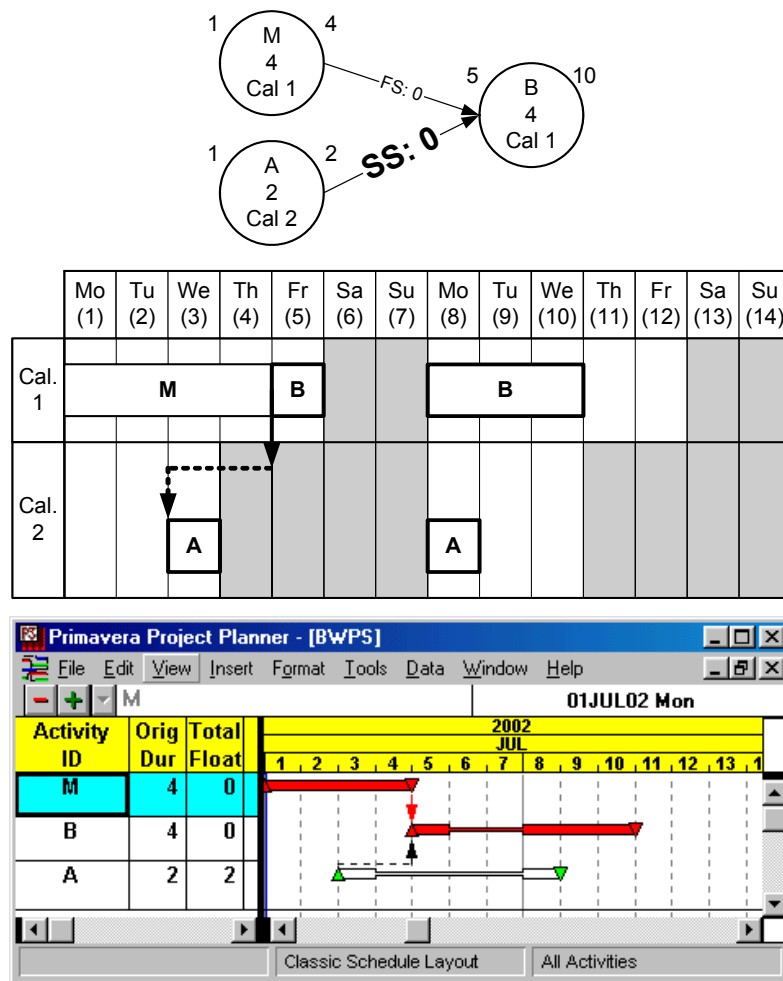 1 M 4
4
Cal 1
FS: 0
5 B 10
4
Cal 1
1 A 2
2
Cal 2
SS: 0
Mo Tu We Th Fr Sa Su Mo Tu We Th Fr Sa Su
(1) (2) (3) (4) (5) (6) (7) (8) (9) (10) (11) (12) (13) (14)
Cal. 1
M B B
Cal. 2
A A
Primavera Project Planner - [BWPS]
File Edit View Insert Format Tools Data Window Help
M 01JUL02 Mon
Activity ID Orig Dur Total Float
2002
JUL
1 2 3 4 5 6 7 8 9 10 11 12 13 1
M 4 0
B 4 0
A 2 2
Classic Schedule Layout All Activities